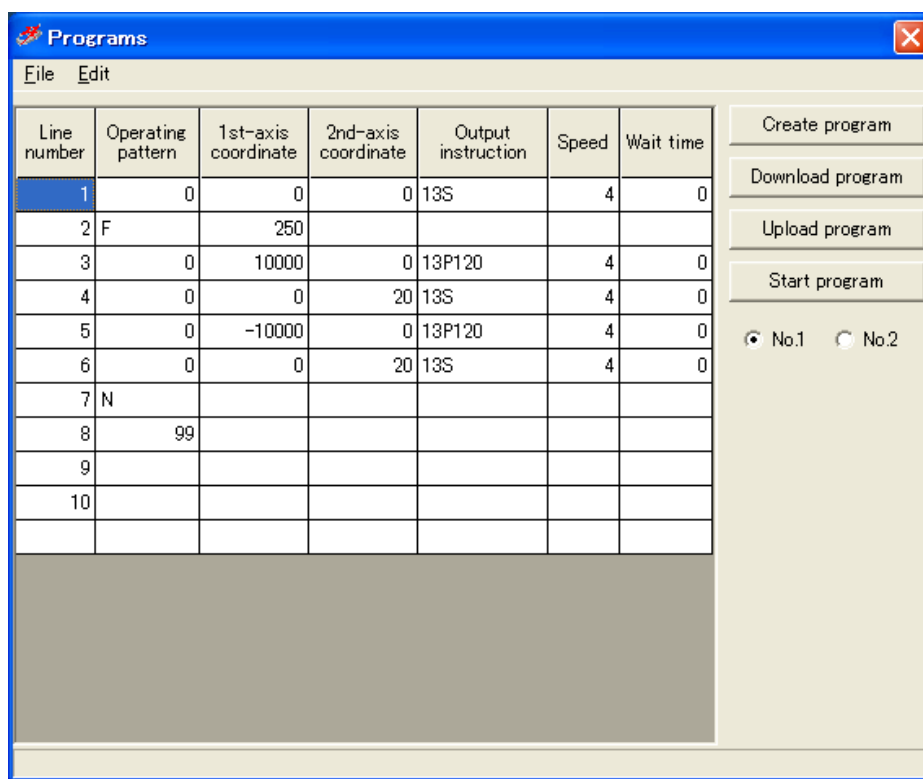 Programs
File Edit
Line number Operating pattern 1st-axis coordinate 2nd-axis coordinate Output instruction Speed Wait time
1 0 0 0 13S 4 0
2 F 250
3 0 10000 0 13P120 4 0
4 0 0 20 13S 4 0
5 0 -10000 0 13P120 4 0
6 0 0 20 13S 4 0
7 N
8 99
9
10
Create program
Download program
Upload program
Start program
No.1 No.2